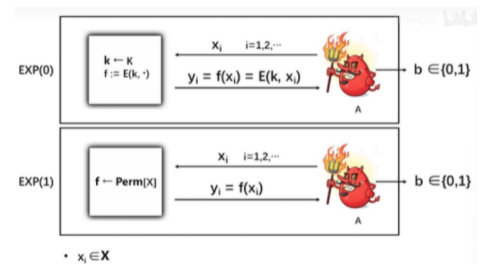 EXP(0)
k ← K
f := E(k, ·)
xᵢ i=1,2,···
yᵢ = f(xᵢ) = E(k, xᵢ)
A
b ∈{0,1}
EXP(1)
f ← Perm[X]
xᵢ i=1,2,···
yᵢ = f(xᵢ)
A
b ∈{0,1}
• xᵢ ∈X